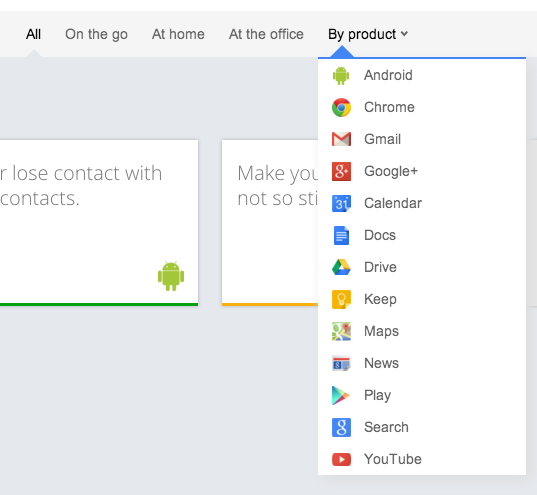 All On the go At home At the office By product
Android
Chrome
Gmail
Google+
Calendar
Docs
Drive
Keep
Maps
News
Play
Search
YouTube
lose contact with
contacts.
Make you
not so sti